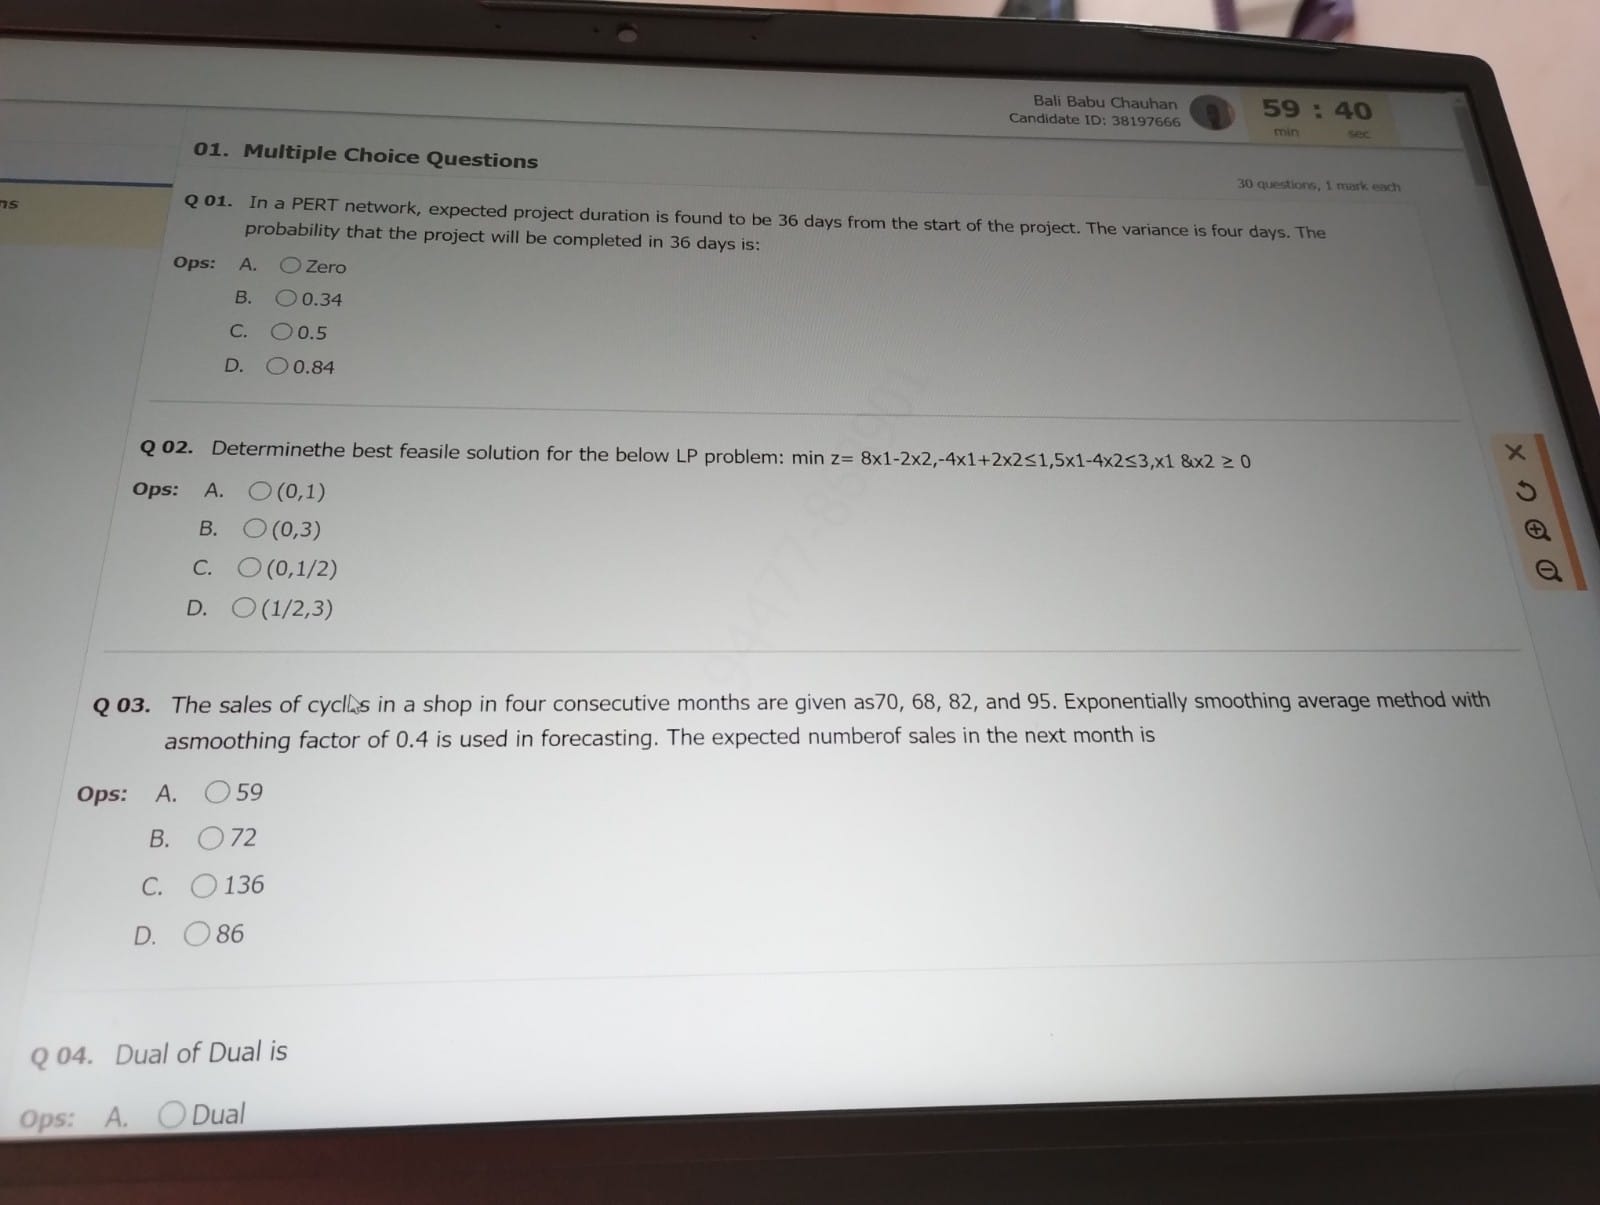 Bali Babu Chauhan
Candidate ID: 38197666
59 : 40
min sec
ns
01. Multiple Choice Questions
30 questions, 1 mark each
Q 01. In a PERT network, expected project duration is found to be 36 days from the start of the project. The variance is four days. The
probability that the project will be completed in 36 days is:
Ops: A. Zero
B. 0.34
C. 0.5
D. 0.84
Q 02. Determinethe best feasile solution for the below LP problem: min z= 8x1-2x2,-4x1+2x2≤1,5x1-4x2≤3,x1 &x2 ≥ 0
Ops: A. (0,1)
B. (0,3)
C. (0,1/2)
D. (1/2,3)
Q 03. The sales of in a shop in four consecutive months are given as70, 68, 82, and 95. Exponentially smoothing average method with
asmoothing factor of 0.4 is used in forecasting. The expected numberof sales in the next month is
Ops: A. 59
B. 72
C. 136
D. 86
Q 04. Dual of Dual is
Ops: A. Dual